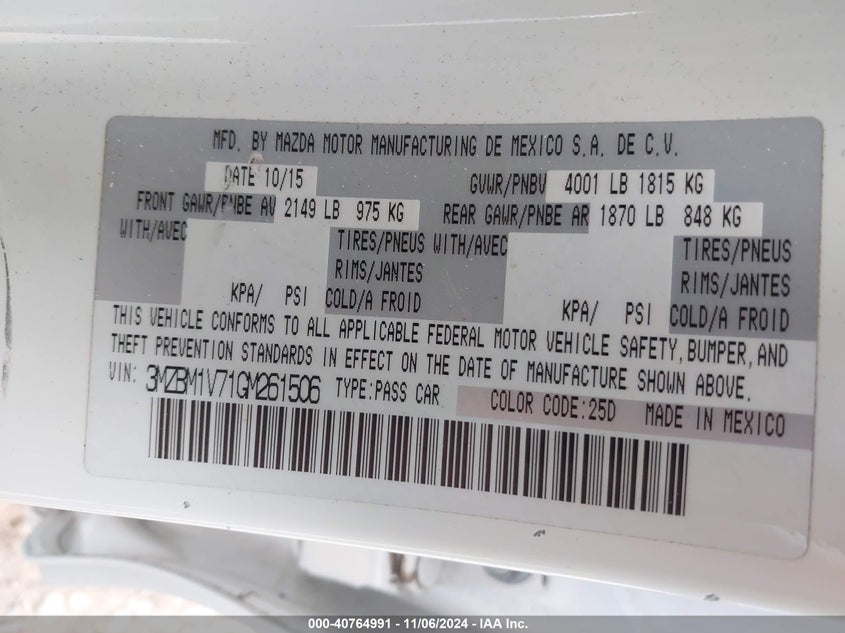 MFD. BY MAZDA MOTOR MANUFACTURING DE MEXICO S.A. DE C.V.
DATE 10/15 GVWR/PNBV 4001 LB 1815 KG
FRONT GAWR/PNBE AV 2149 LB 975 KG REAR GAWR/PNBE AR 1870 LB 848 KG
WITH/AVEC TIRES/PNEUS WITH/AVEC TIRES/PNEUS
RIMS/JANTES RIMS/JANTES
KPA/ PSI COLD/A FROID KPA/ PSI COLD/A FROID
THIS VEHICLE CONFORMS TO ALL APPLICABLE FEDERAL MOTOR VEHICLE SAFETY, BUMPER, AND
THEFT PREVENTION STANDARDS IN EFFECT ON THE DATE OF MANUFACTURE SHOWN ABOVE.
VIN: 3MZBM1V71GM261506 TYPE:PASS CAR COLOR CODE:25D MADE IN MEXICO
000-40764991 - 11/06/2024 - IAA Inc.